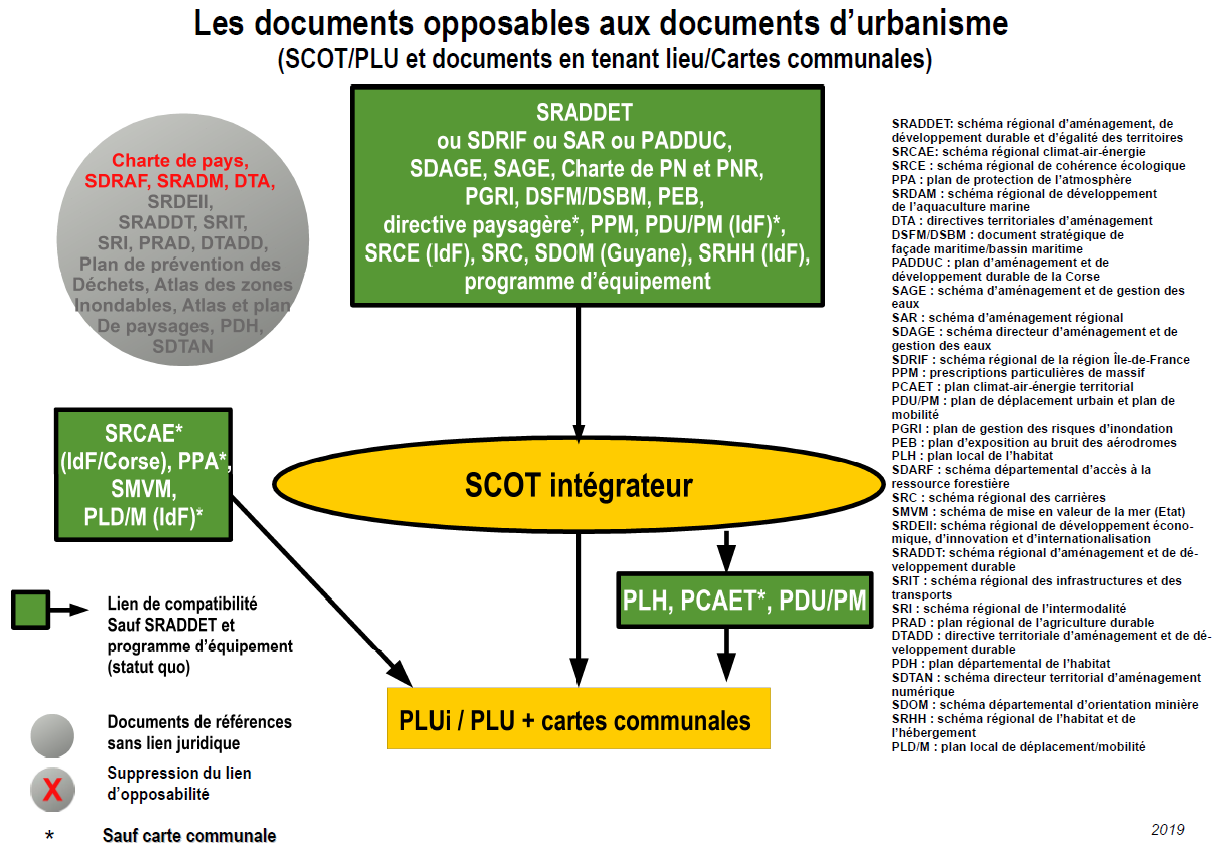 Les documents opposables aux documents d'urbanisme
(SCOT/PLU et documents en tenant lieu/Cartes communales)
Charte de pays,
SDRAF, SRADM, DTA,
SRDEII,
SRADDT, SRIT,
SRI, PRAD, DTADD,
Plan de prévention des
Déchets, Atlas des zones
Inondables, Atlas et plan
De paysages, PDH,
SDTAN
SRADDET
ou SDRIF ou SAR ou PADDUC,
SDAGE, SAGE, Charte de PN et PNR,
PGRI, DSFM/DSBM, PEB,
directive paysagère*, PPM, PDU/PM (IdF)*,
SRCE (IdF), SRC, SDOM (Guyane), SRHH (IdF),
programme d'équipement
SRCAE*
(IdF/Corse), PPA*,
SMVM,
PLD/M (IdF)*
SCOT intégrateur
PLH, PCAET*, PDU/PM
PLUi / PLU + cartes communales
Lien de compatibilité
Sauf SRADDET et
programme d'équipement
(statut quo)
Documents de références
sans lien juridique
X
Suppression du lien
d'opposabilité
*
Sauf carte communale
SRADDET: schéma régional d'aménagement, de
développement durable et d'égalité des territoires
SRCAE: schéma régional climat-air-énergie
SRCE : schéma régional de cohérence écologique
PPA : plan de protection de l'atmosphère
SRDAM : schéma régional de développement
de l'aquaculture marine
DTA : directives territoriales d'aménagement
DSFM/DSBM : document stratégique de
façade maritime/bassin maritime
PADDUC : plan d'aménagement et de
développement durable de la Corse
SAGE : schéma d'aménagement et de gestion des
eaux
SAR : schéma d'aménagement régional
SDAGE : schéma directeur d'aménagement et de
gestion des eaux
SDRIF : schéma régional de la région Île-de-France
PPM : prescriptions particulières de massif
PCAET : plan climat-air-énergie territorial
PDU/PM : plan de déplacement urbain et plan de
mobilité
PGRI : plan de gestion des risques d'inondation
PEB : plan d'exposition au bruit des aérodromes
PLH : plan local de l'habitat
SDARF : schéma départemental d'accès à la
ressource forestière
SRC : schéma régional des carrières
SMVM : schéma de mise en valeur de la mer (Etat)
SRDEII: schéma régional de développement écono-
mique, d'innovation et d'internationalisation
SRADDT: schéma régional d'aménagement et de dé-
veloppement durable
SRIT : schéma régional des infrastructures et des
transports
SRI : schéma régional de l'intermodalité
PRAD : plan régional de l'agriculture durable
DTADD : directive territoriale d'aménagement et de dé-
veloppement durable
PDH : plan départemental de l'habitat
SDTAN : schéma directeur territorial d'aménagement
numérique
SDOM : schéma départemental d'orientation minière
SRHH : schéma régional de l'habitat et de
l'hébergement
PLD/M : plan local de déplacement/mobilité
2019